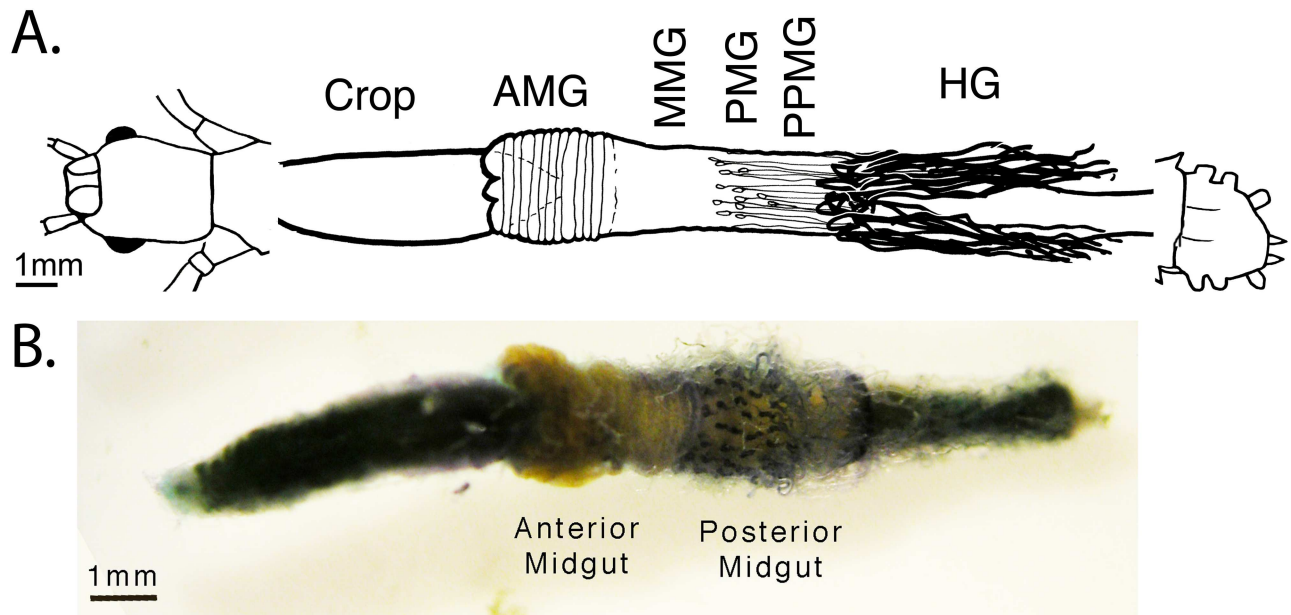 A.
Crop
AMG
MMG
PMG
PPMG
HG
1mm
B.
Anterior
Midgut
Posterior
Midgut
1mm